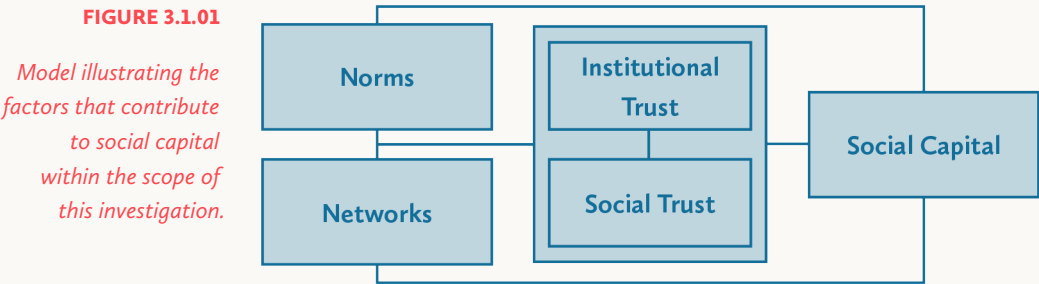 FIGURE 3.1.01
Model illustrating the
factors that contribute
to social capital
within the scope of
this investigation.
Norms
Networks
Institutional
Trust
Social Trust
Social Capital